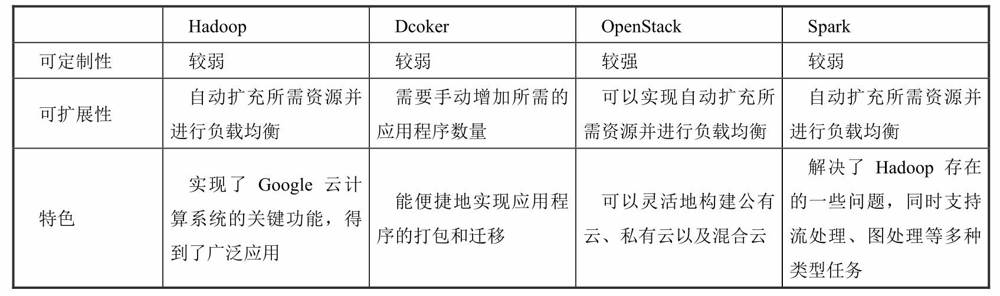 Hadoop Dcoker OpenStack Spark
可定制性 较弱 较弱 较强 较弱
可扩展性
自动扩充所需资源并
进行负载均衡
需要手动增加所需的
应用程序数量
可以实现自动扩充所
需资源并进行负载均衡
自动扩充所需资源并
进行负载均衡
特色
实现了 Google 云计
算系统的关键功能，得
到了广泛应用
能便捷地实现应用程
序的打包和迁移
可以灵活地构建公有
云、私有云以及混合云
解决了 Hadoop 存在
的一些问题，同时支持
流处理、图处理等多种
类型任务